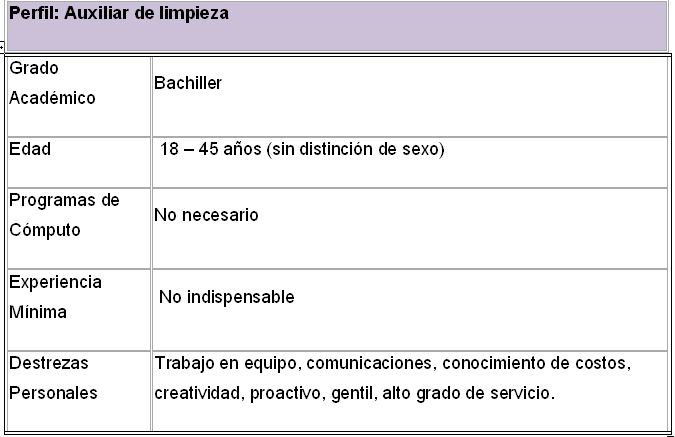 Perfil: Auxiliar de limpieza
Grado
Académico
Bachiller
Edad
18 – 45 años (sin distinción de sexo)
Programas de
Cómputo
No necesario
Experiencia
Mínima
No indispensable
Destrezas
Personales
Trabajo en equipo, comunicaciones, conocimiento de costos,
creatividad, proactivo, gentil, alto grado de servicio.